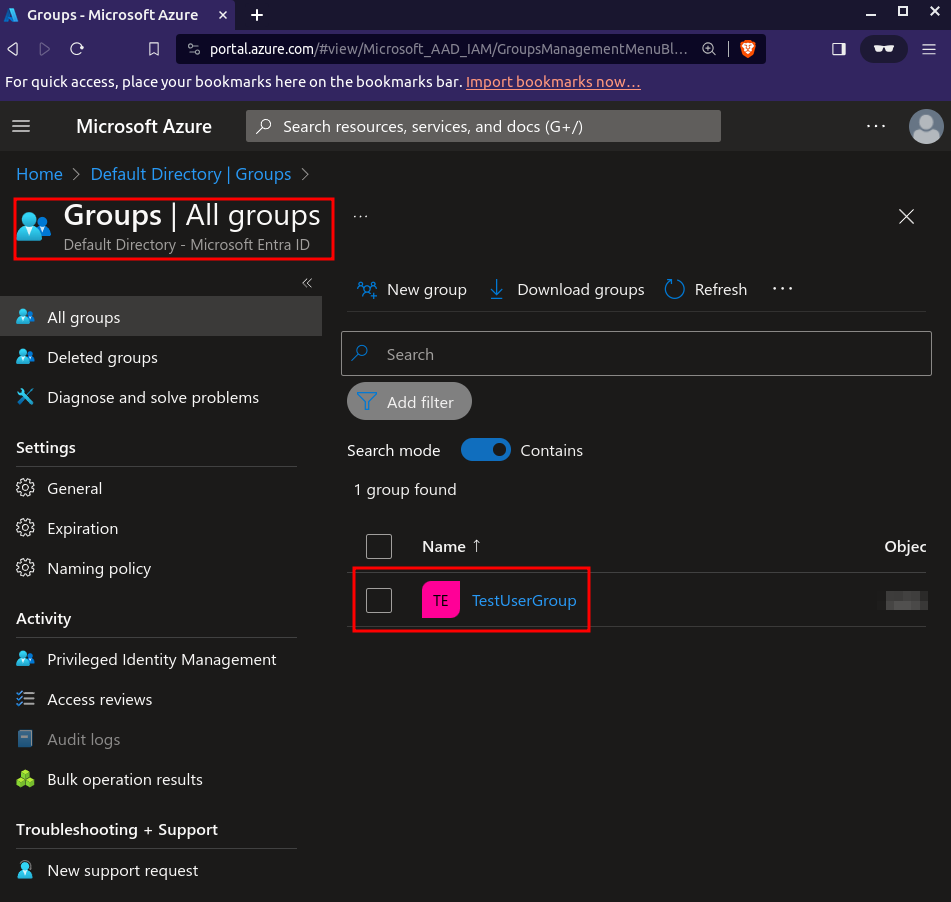 Groups - Microsoft Azure
portal.azure.com/#view/Microsoft_AAD_IAM/GroupsManagementMenuBl...
For quick access, place your bookmarks here on the bookmarks bar. Import bookmarks now...
Microsoft Azure
Search resources, services, and docs (G+/)
Home > Default Directory | Groups >
Groups | All groups
Default Directory - Microsoft Entra ID
All groups
Deleted groups
Diagnose and solve problems
Settings
General
Expiration
Naming policy
Activity
Privileged Identity Management
Access reviews
Audit logs
Bulk operation results
Troubleshooting + Support
New support request
New group
Download groups
Refresh
Search
Add filter
Search mode
Contains
1 group found
Name ↑
Objec
TE
TestUserGroup